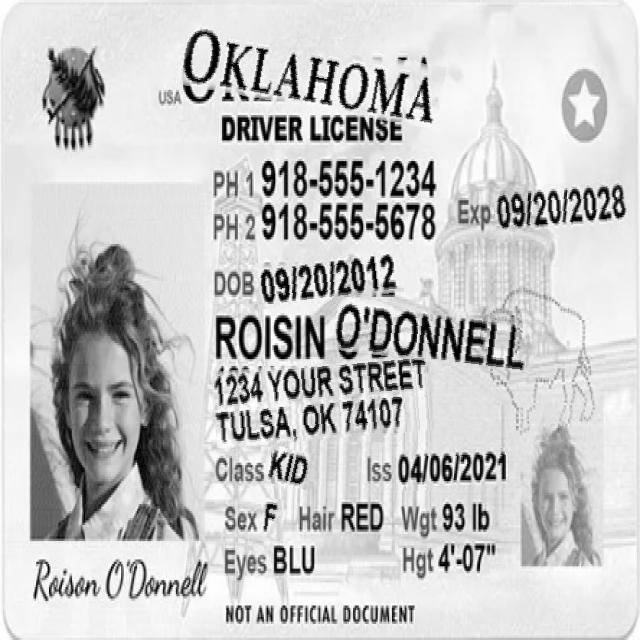 USA OKLAHOMA
DRIVER LICENSE
PH 1 918-555-1234
PH 2 918-555-5678
Exp 09/20/2028
DOB 09/20/2012
ROISIN O'DONNELL
1234 YOUR STREET
TULSA, OK 74107
Class KID Iss 04/06/2021
Sex F Hair RED Wgt 93 lb
Eyes BLU Hgt 4'-07"
Roison O'Donnell
NOT AN OFFICIAL DOCUMENT